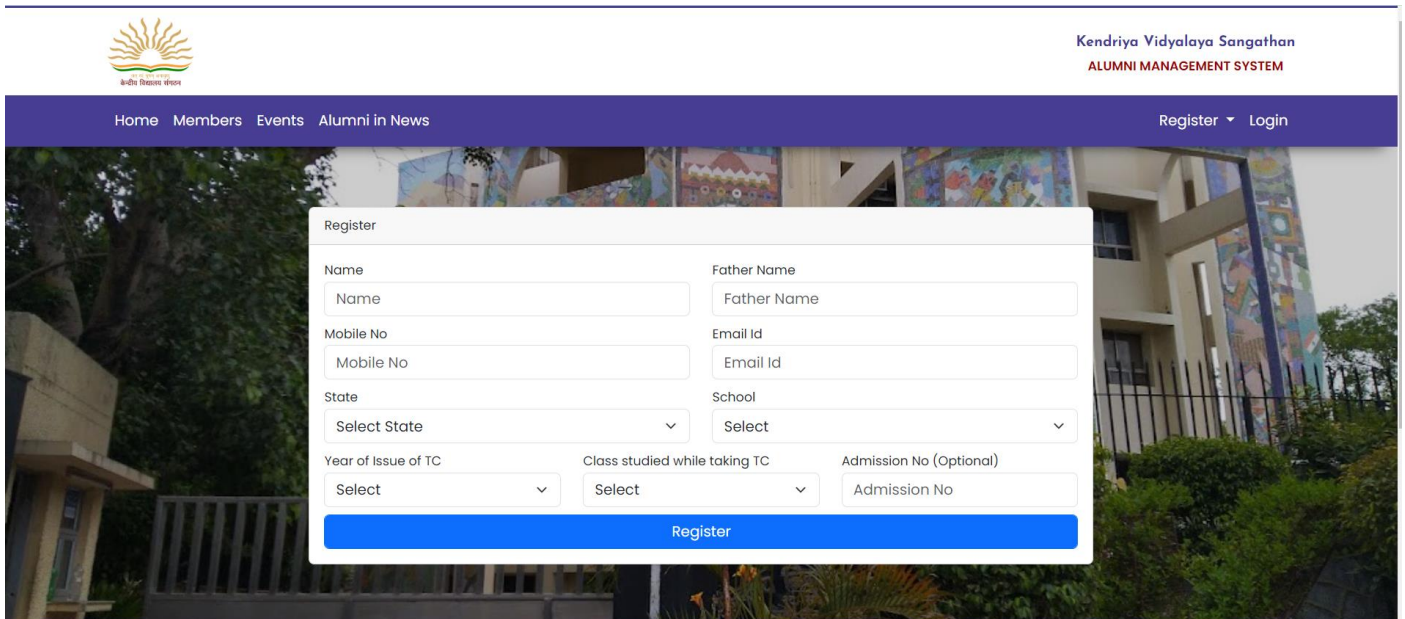 केन्द्रीय विद्यालय संगठन
Kendriya Vidyalaya Sangathan
ALUMNI MANAGEMENT SYSTEM
Home Members Events Alumni in News Register Login
Register
Name Father Name
Name Father Name
Mobile No Email Id
Mobile No Email Id
State School
Select State Select
Year of Issue of TC Class studied while taking TC Admission No (Optional)
Select Select Admission No
Register